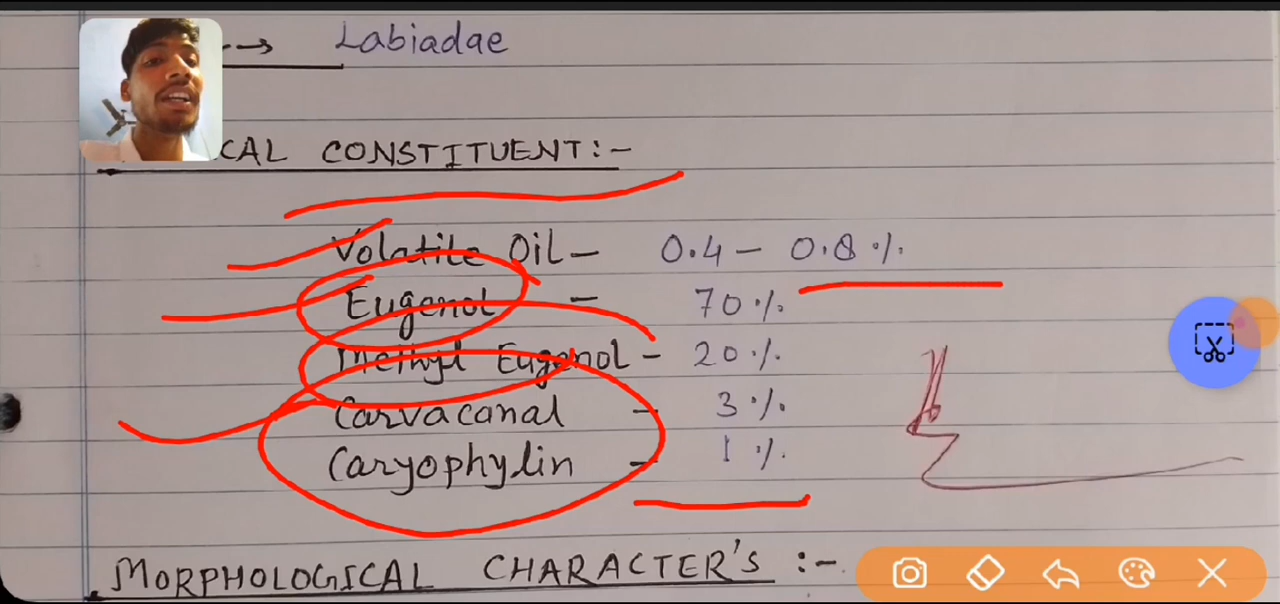 → Labiadae
CAL CONSTITUENT:-
Volatile Oil - 0.4 - 0.8 %
Eugenol - 70 %
Methyl Eugenol - 20 %
Carvacanal - 3 %
Caryophylin - 1 %
MORPHOLOGICAL CHARACTER'S :-